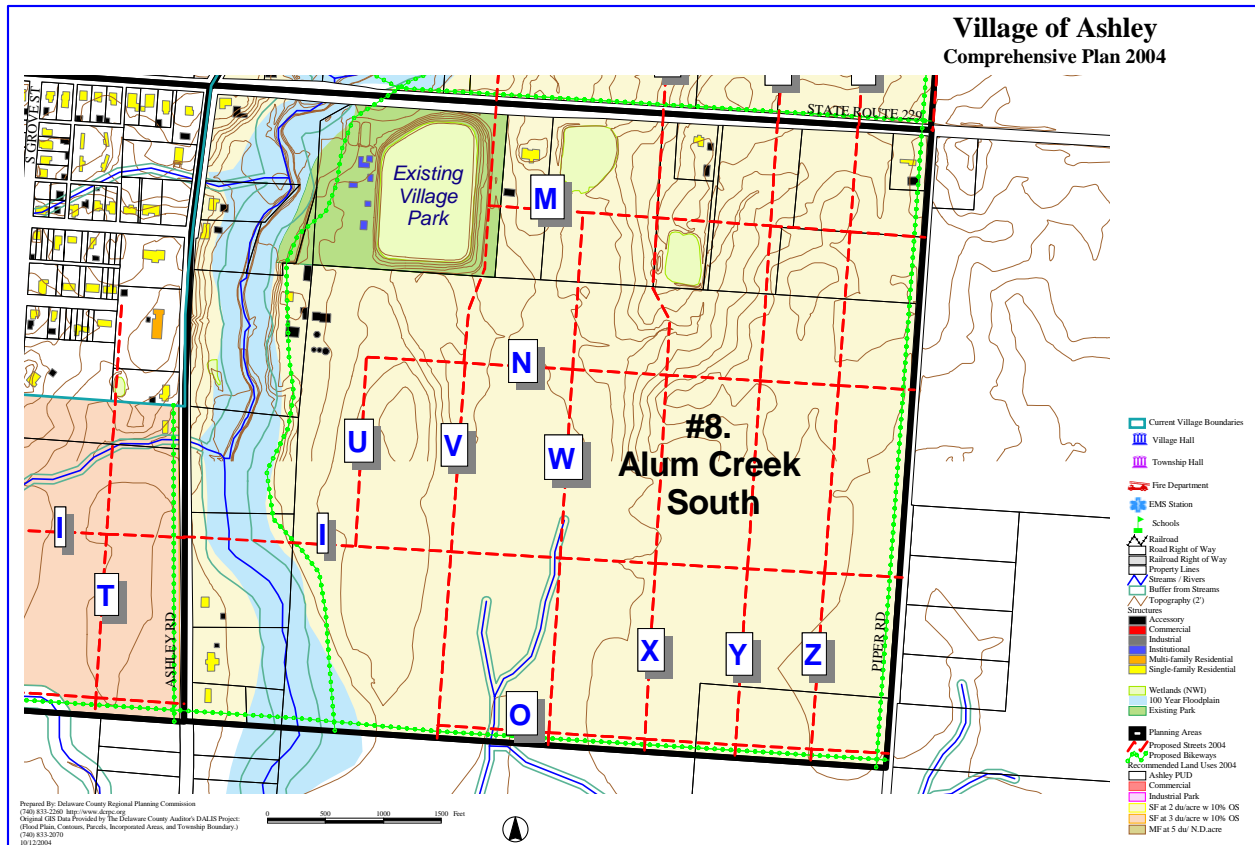 Village of Ashley
Comprehensive Plan 2004
S GROVE ST
STATE ROUTE 229
Existing
Village
Park
M
N
U
V
W
#8.
Alum Creek
South
I
I
T
X
Y
Z
O
ASHLEY RD
PIPER RD
Current Village Boundaries
Village Hall
Township Hall
Fire Department
EMS Station
Schools
Railroad
Road Right of Way
Railroad Right of Way
Property Lines
Streams / Rivers
Buffer from Streams
Topography (2')
Structures
Accessory
Commercial
Industrial
Institutional
Multi-family Residential
Single-family Residential
Wetlands (NWI)
100 Year Floodplain
Existing Park
Planning Areas
Proposed Streets 2004
Proposed Bikeways
Recommended Land Uses 2004
Ashley PUD
Commercial
Industrial Park
SF at 2 du/acre w 10% OS
SF at 3 du/acre w 10% OS
MF at 5 du/ N.D.acre
Prepared By: Delaware County Regional Planning Commission
(740) 833-2260 http://www.dcrpc.org
Original GIS Data Provided by The Delaware County Auditor's DALIS Project:
(Flood Plain, Contours, Parcels, Incorporated Areas, and Township Boundary.)
(740) 833-2070
10/12/2004
0 500 1000 1500 Feet